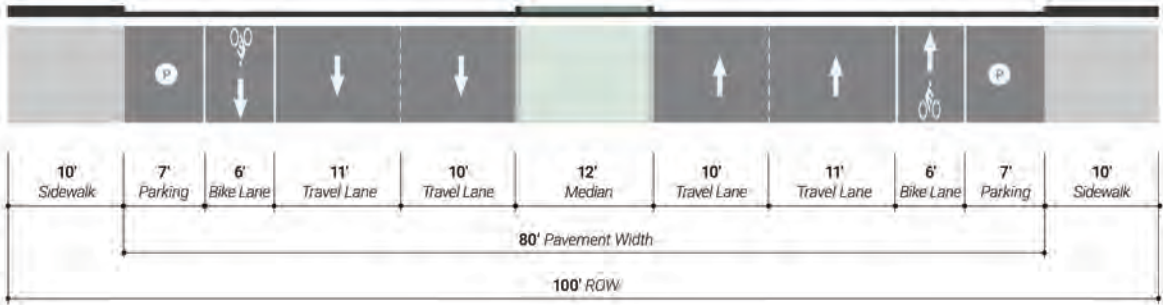 P
P
10' 7' 6' 11' 10' 12' 10' 11' 6' 7' 10'
Sidewalk Parking Bike Lane Travel Lane Travel Lane Median Travel Lane Travel Lane Bike Lane Parking Sidewalk
80' Pavement Width
100' ROW